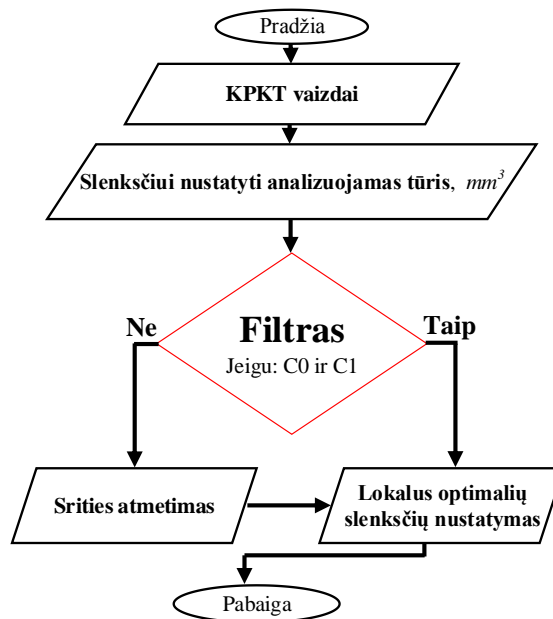 Pradžia
KPKT vaizdai
Slenksčiui nustatyti analizuojamas tūris, mm³
Ne
Filtras
Taip
Jeigu: C0 ir C1
Srities atmetimas
Lokalus optimalių
slenksčių nustatymas
Pabaiga